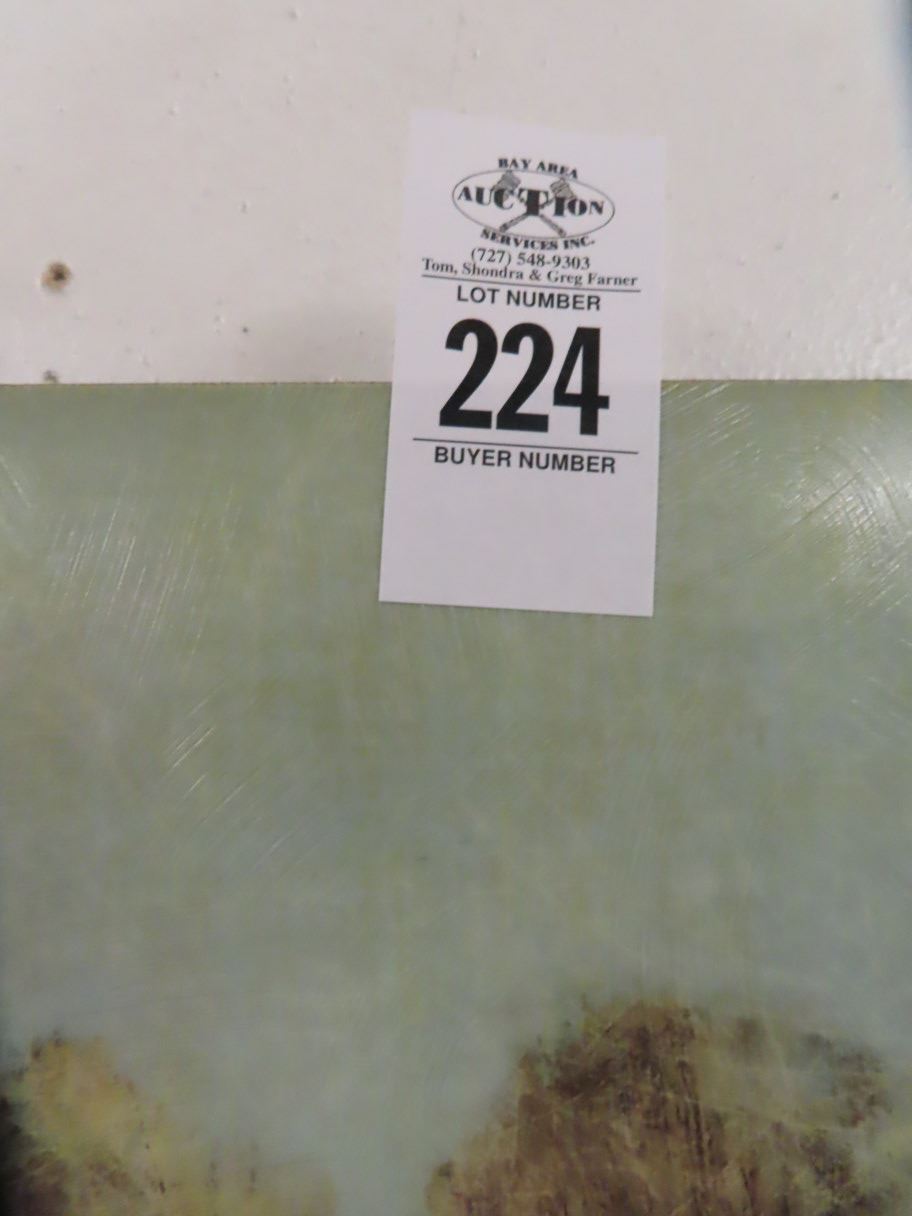 BAY AREA
AUCTION
SERVICES INC.
(727) 548-9303
Tom, Shondra & Greg Farner
LOT NUMBER
224
BUYER NUMBER